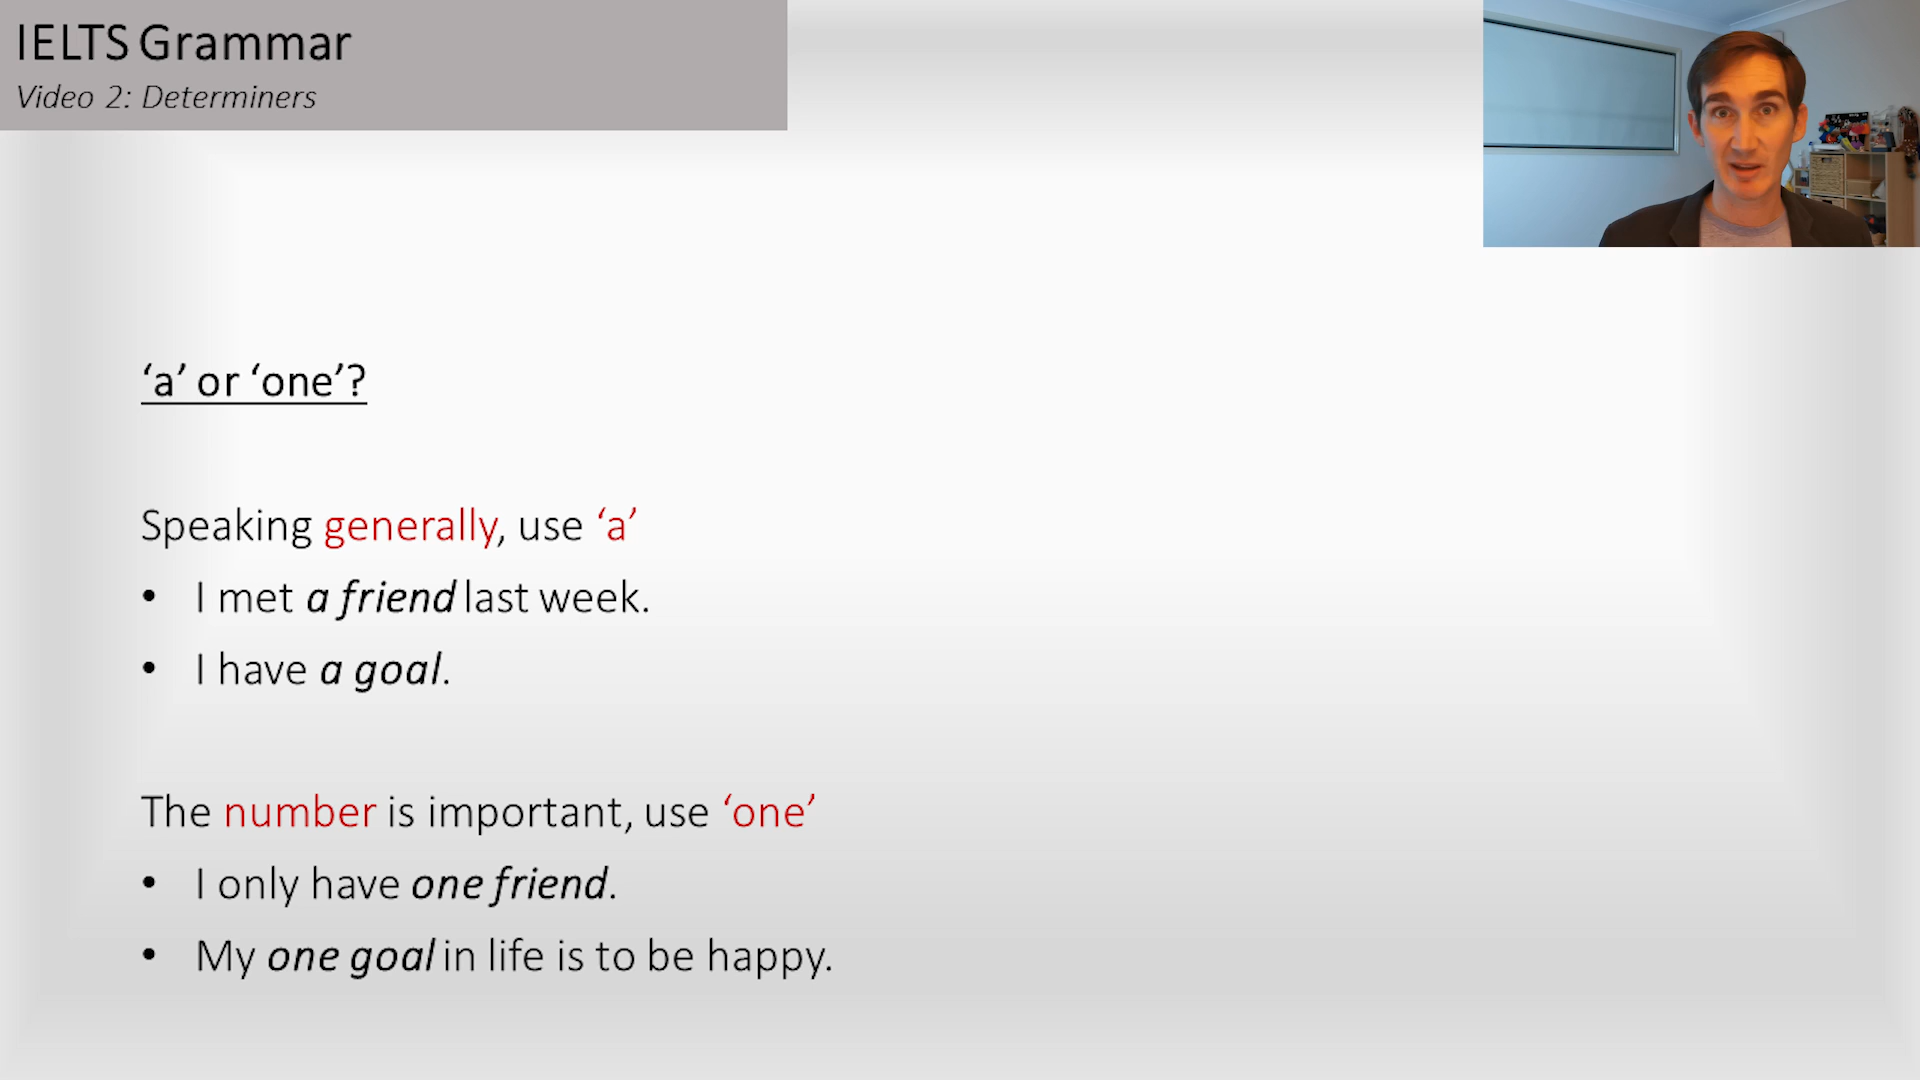 IELTS Grammar
Video 2: Determiners
‘a’ or ‘one’?
Speaking generally, use ‘a’
• I met a friend last week.
• I have a goal.
The number is important, use ‘one’
• I only have one friend.
• My one goal in life is to be happy.